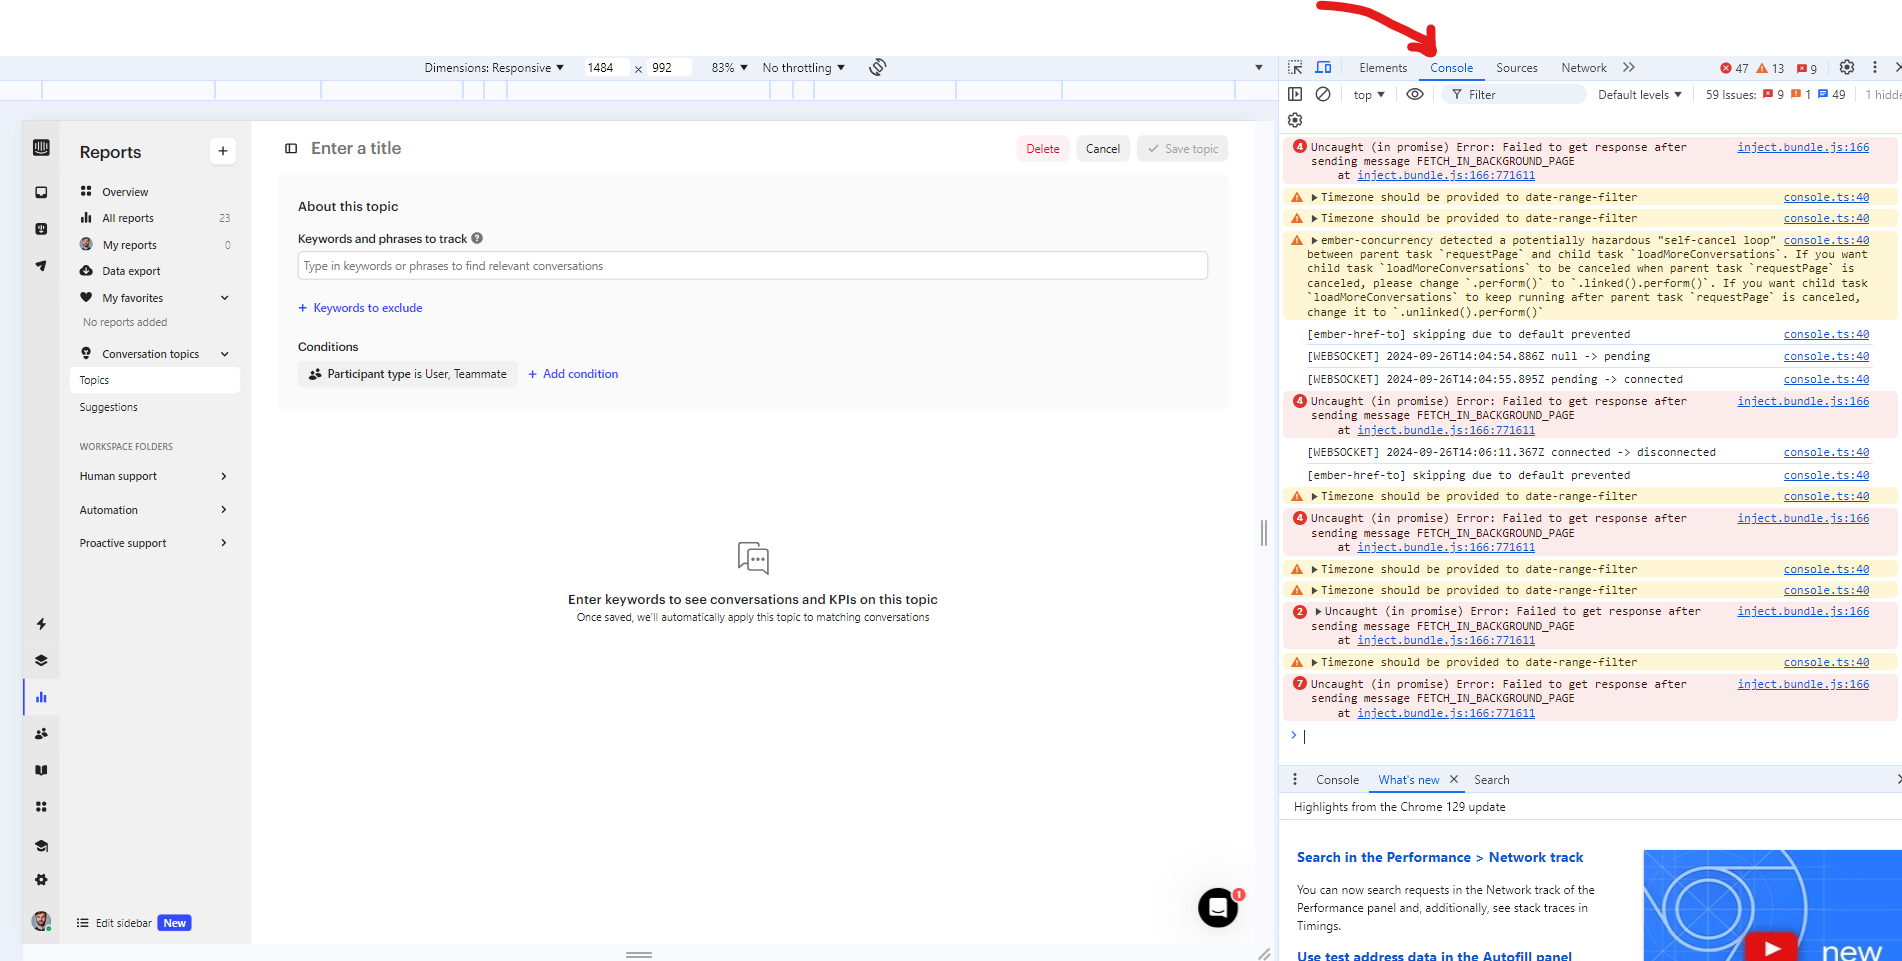 Dimensions: Responsive ▼ 1484 × 992 83% ▼ No throttling ▼
Reports
+
Overview
All reports 23
My reports 0
Data export
My favorites
No reports added
Conversation topics
Topics
Suggestions
WORKSPACE FOLDERS
Human support
Automation
Proactive support
Edit sidebar New
Enter a title
Delete Cancel Save topic
About this topic
Keywords and phrases to track ?
Type in keywords or phrases to find relevant conversations
+ Keywords to exclude
Conditions
Participant type is User, Teammate + Add condition
Enter keywords to see conversations and KPIs on this topic
Once saved, we'll automatically apply this topic to matching conversations
1
Elements Console Sources Network >> 47 13 9
top ▼ Filter Default levels ▼ 59 Issues: 9 1 49 1 hidde
4 Uncaught (in promise) Error: Failed to get response after inject.bundle.js:166
sending message FETCH_IN_BACKGROUND_PAGE
at inject.bundle.js:166:771611
Timezone should be provided to date-range-filter console.ts:40
Timezone should be provided to date-range-filter console.ts:40
ember-concurrency detected a potentially hazardous "self-cancel loop" console.ts:40
between parent task `requestPage` and child task `loadMoreConversations`. If you want
child task `loadMoreConversations` to be canceled when parent task `requestPage` is
canceled, please change `.perform()` to `.linked().perform()`. If you want child task
`loadMoreConversations` to keep running after parent task `requestPage` is canceled,
change it to `.unlinked().perform()`
[ember-href-to] skipping due to default prevented console.ts:40
[WEBSOCKET] 2024-09-26T14:04:54.886Z null -> pending console.ts:40
[WEBSOCKET] 2024-09-26T14:04:55.895Z pending -> connected console.ts:40
4 Uncaught (in promise) Error: Failed to get response after inject.bundle.js:166
sending message FETCH_IN_BACKGROUND_PAGE
at inject.bundle.js:166:771611
[WEBSOCKET] 2024-09-26T14:06:11.367Z connected -> disconnected console.ts:40
[ember-href-to] skipping due to default prevented console.ts:40
Timezone should be provided to date-range-filter console.ts:40
4 Uncaught (in promise) Error: Failed to get response after inject.bundle.js:166
sending message FETCH_IN_BACKGROUND_PAGE
at inject.bundle.js:166:771611
Timezone should be provided to date-range-filter console.ts:40
Timezone should be provided to date-range-filter console.ts:40
2 Uncaught (in promise) Error: Failed to get response after inject.bundle.js:166
sending message FETCH_IN_BACKGROUND_PAGE
at inject.bundle.js:166:771611
Timezone should be provided to date-range-filter console.ts:40
7 Uncaught (in promise) Error: Failed to get response after inject.bundle.js:166
sending message FETCH_IN_BACKGROUND_PAGE
at inject.bundle.js:166:771611
>
Console What's new × Search
Highlights from the Chrome 129 update
Search in the Performance > Network track
You can now search requests in the Network track of the
Performance panel and, additionally, see stack traces in
Timings.
Use test address data in the Autofill panel
new